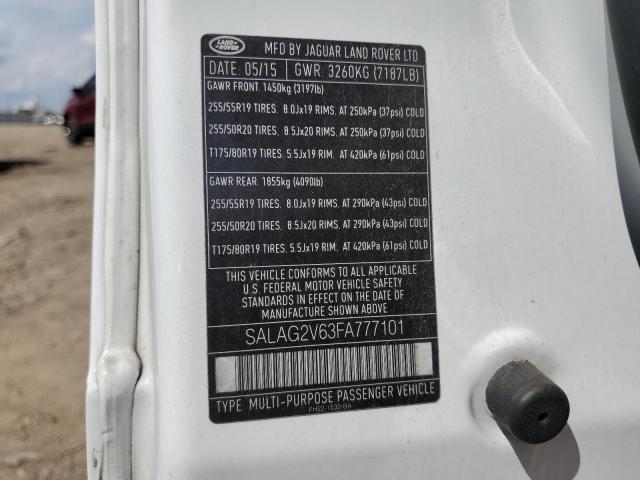 LAND ROVER
MFD BY JAGUAR LAND ROVER LTD
DATE 05/15 GWR. 3260KG (7187LB)
GAWR FRONT. 1450kg (3197lb)
255/55R19 TIRES. 8.0Jx19 RIMS, AT 250kPa (37psi) COLD
255/50R20 TIRES. 8.5Jx20 RIMS, AT 250kPa (37psi) COLD
T175/80R19 TIRES. 5.5Jx19 RIM. AT 420kPa (61psi) COLD
GAWR REAR. 1855kg (4090lb)
255/55R19 TIRES. 8.0Jx19 RIMS, AT 290kPa (43psi) COLD
255/50R20 TIRES. 8.5Jx20 RIMS, AT 290kPa (43psi) COLD
T175/80R19 TIRES. 5.5Jx19 RIM. AT 420kPa (61psi) COLD
THIS VEHICLE CONFORMS TO ALL APPLICABLE
U.S. FEDERAL MOTOR VEHICLE SAFETY
STANDARDS IN EFFECT ON THE DATE OF
MANUFACTURE SHOWN ABOVE
SALAG2V63FA777101
TYPE MULTI-PURPOSE PASSENGER VEHICLE
FH22-1532-BA